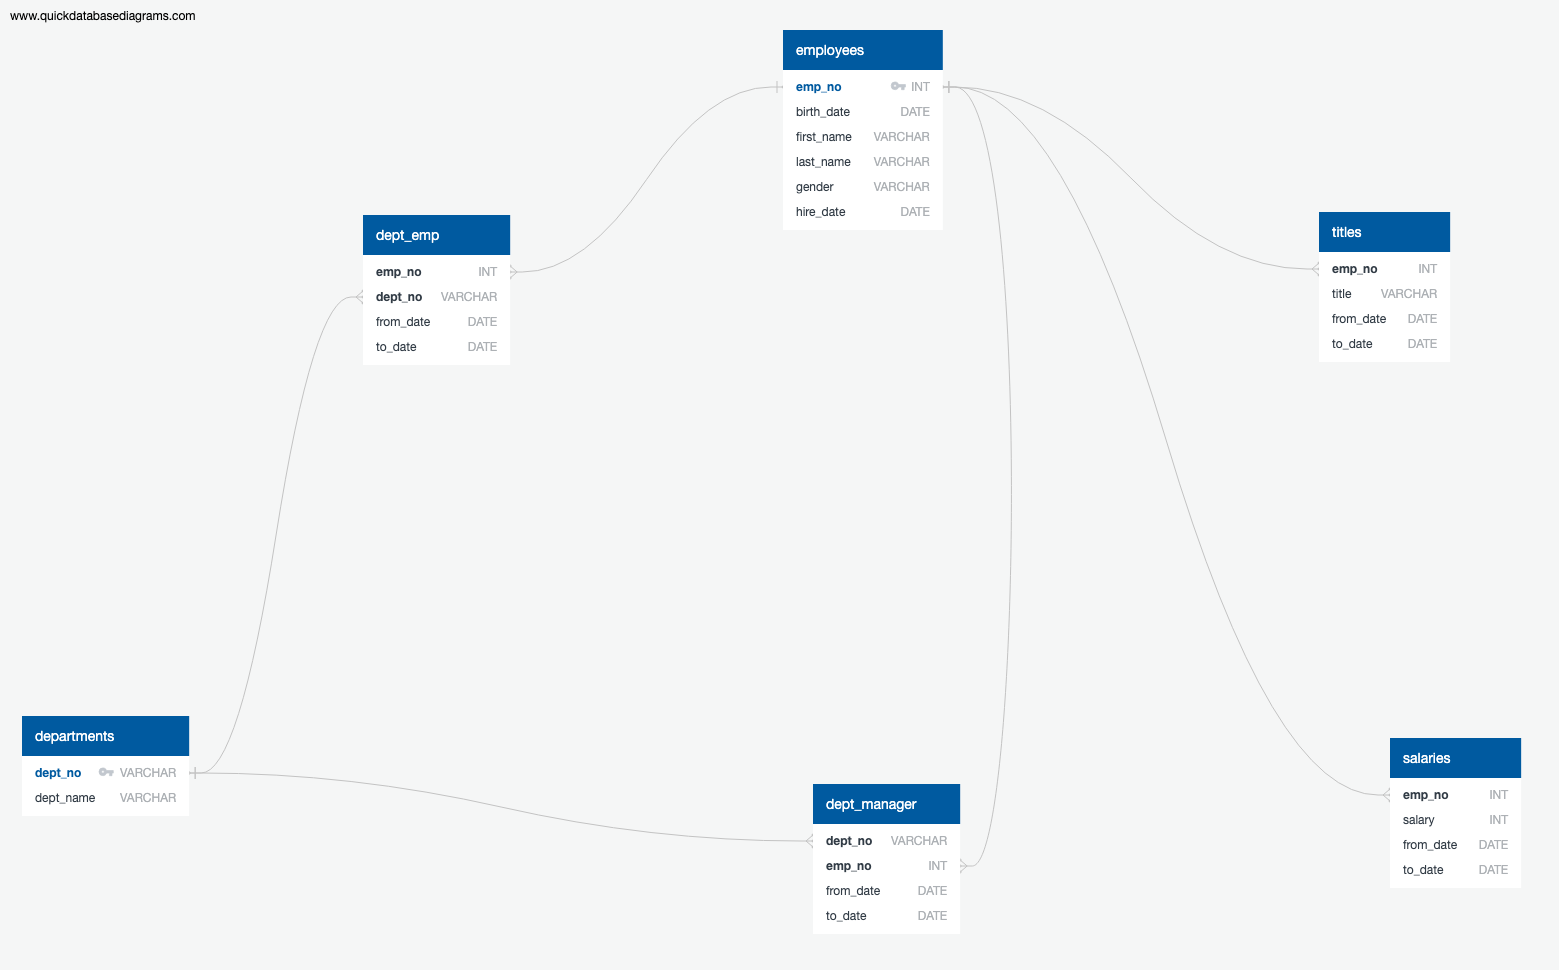 www.quickdatabasediagrams.com
employees
emp_no INT
birth_date DATE
first_name VARCHAR
last_name VARCHAR
gender VARCHAR
hire_date DATE
dept_emp
emp_no INT
dept_no VARCHAR
from_date DATE
to_date DATE
titles
emp_no INT
title VARCHAR
from_date DATE
to_date DATE
departments
dept_no VARCHAR
dept_name VARCHAR
dept_manager
dept_no VARCHAR
emp_no INT
from_date DATE
to_date DATE
salaries
emp_no INT
salary INT
from_date DATE
to_date DATE